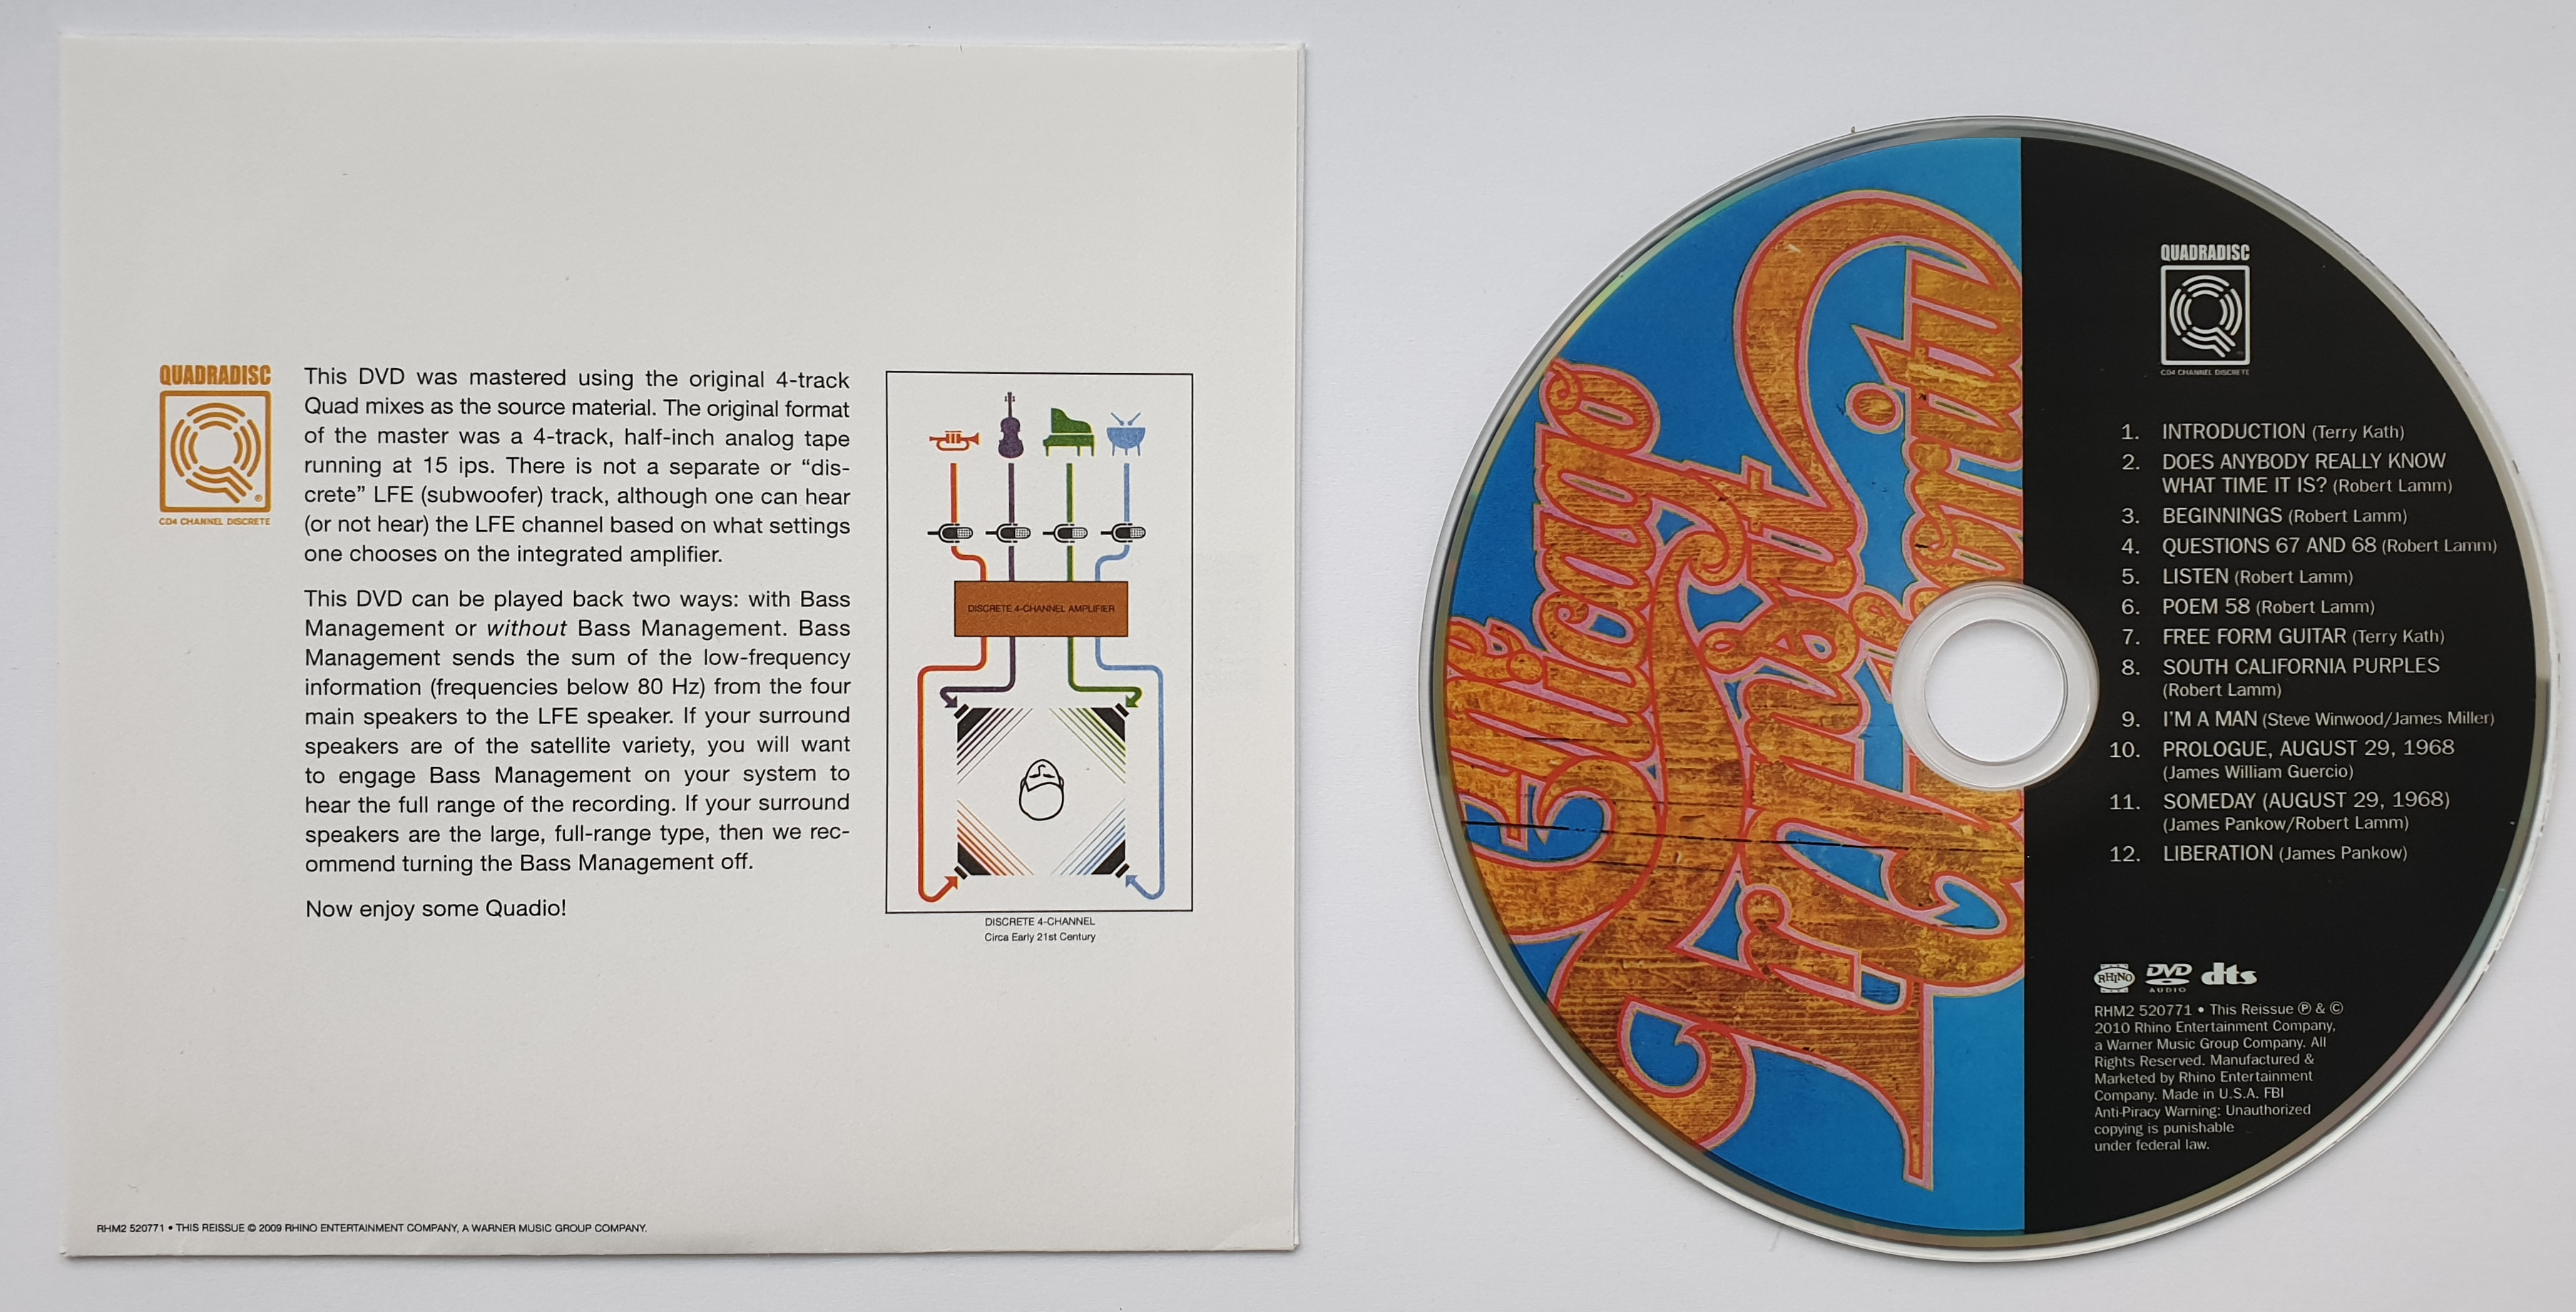 QUADRADISC
CD4 CHANNEL DISCRETE
This DVD was mastered using the original 4-track
Quad mixes as the source material. The original format
of the master was a 4-track, half-inch analog tape
running at 15 ips. There is not a separate or “dis-
crete” LFE (subwoofer) track, although one can hear
(or not hear) the LFE channel based on what settings
one chooses on the integrated amplifier.
This DVD can be played back two ways: with Bass
Management or without Bass Management. Bass
Management sends the sum of the low-frequency
information (frequencies below 80 Hz) from the four
main speakers to the LFE speaker. If your surround
speakers are of the satellite variety, you will want
to engage Bass Management on your system to
hear the full range of the recording. If your surround
speakers are the large, full-range type, then we rec-
ommend turning the Bass Management off.
Now enjoy some Quadio!
DISCRETE 4-CHANNEL AMPLIFIER
DISCRETE 4-CHANNEL
Circa Early 21st Century
RHM2 520771 • THIS REISSUE © 2009 RHINO ENTERTAINMENT COMPANY, A WARNER MUSIC GROUP COMPANY.
Chicago
Transit
QUADRADISC
CD4 CHANNEL DISCRETE
1. INTRODUCTION (Terry Kath)
2. DOES ANYBODY REALLY KNOW
WHAT TIME IT IS? (Robert Lamm)
3. BEGINNINGS (Robert Lamm)
4. QUESTIONS 67 AND 68 (Robert Lamm)
5. LISTEN (Robert Lamm)
6. POEM 58 (Robert Lamm)
7. FREE FORM GUITAR (Terry Kath)
8. SOUTH CALIFORNIA PURPLES
(Robert Lamm)
9. I'M A MAN (Steve Winwood/James Miller)
10. PROLOGUE, AUGUST 29, 1968
(James William Guercio)
11. SOMEDAY (AUGUST 29, 1968)
(James Pankow/Robert Lamm)
12. LIBERATION (James Pankow)
RHINO DVD AUDIO dts
RHM2 520771 • This Reissue ℗ & ©
2010 Rhino Entertainment Company,
a Warner Music Group Company. All
Rights Reserved. Manufactured &
Marketed by Rhino Entertainment
Company. Made in U.S.A. FBI
Anti-Piracy Warning: Unauthorized
copying is punishable
under federal law.